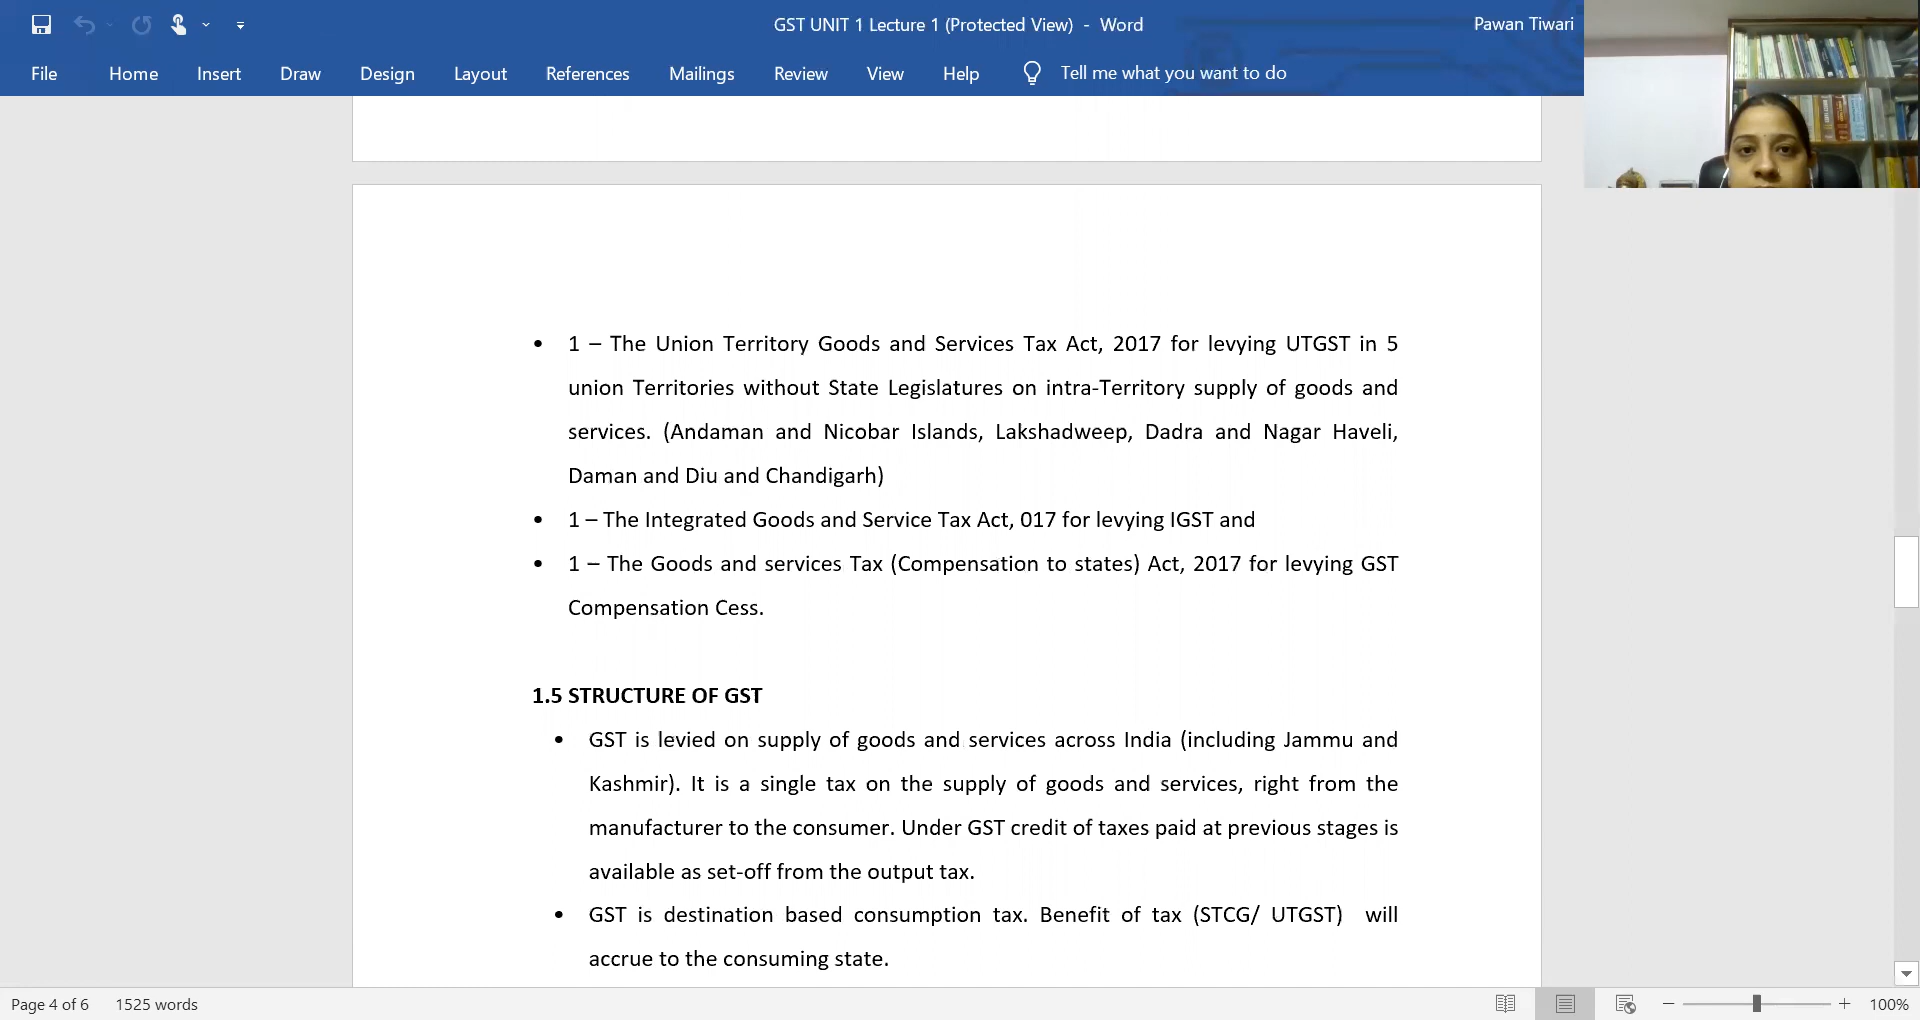 GST UNIT 1 Lecture 1 (Protected View) - Word
Pawan Tiwari
File Home Insert Draw Design Layout References Mailings Review View Help Tell me what you want to do
• 1 – The Union Territory Goods and Services Tax Act, 2017 for levying UTGST in 5
union Territories without State Legislatures on intra-Territory supply of goods and
services. (Andaman and Nicobar Islands, Lakshadweep, Dadra and Nagar Haveli,
Daman and Diu and Chandigarh)
• 1 – The Integrated Goods and Service Tax Act, 017 for levying IGST and
• 1 – The Goods and services Tax (Compensation to states) Act, 2017 for levying GST
Compensation Cess.
1.5 STRUCTURE OF GST
• GST is levied on supply of goods and services across India (including Jammu and
Kashmir). It is a single tax on the supply of goods and services, right from the
manufacturer to the consumer. Under GST credit of taxes paid at previous stages is
available as set-off from the output tax.
• GST is destination based consumption tax. Benefit of tax (STCG/ UTGST) will
accrue to the consuming state.
Page 4 of 6 1525 words
100%